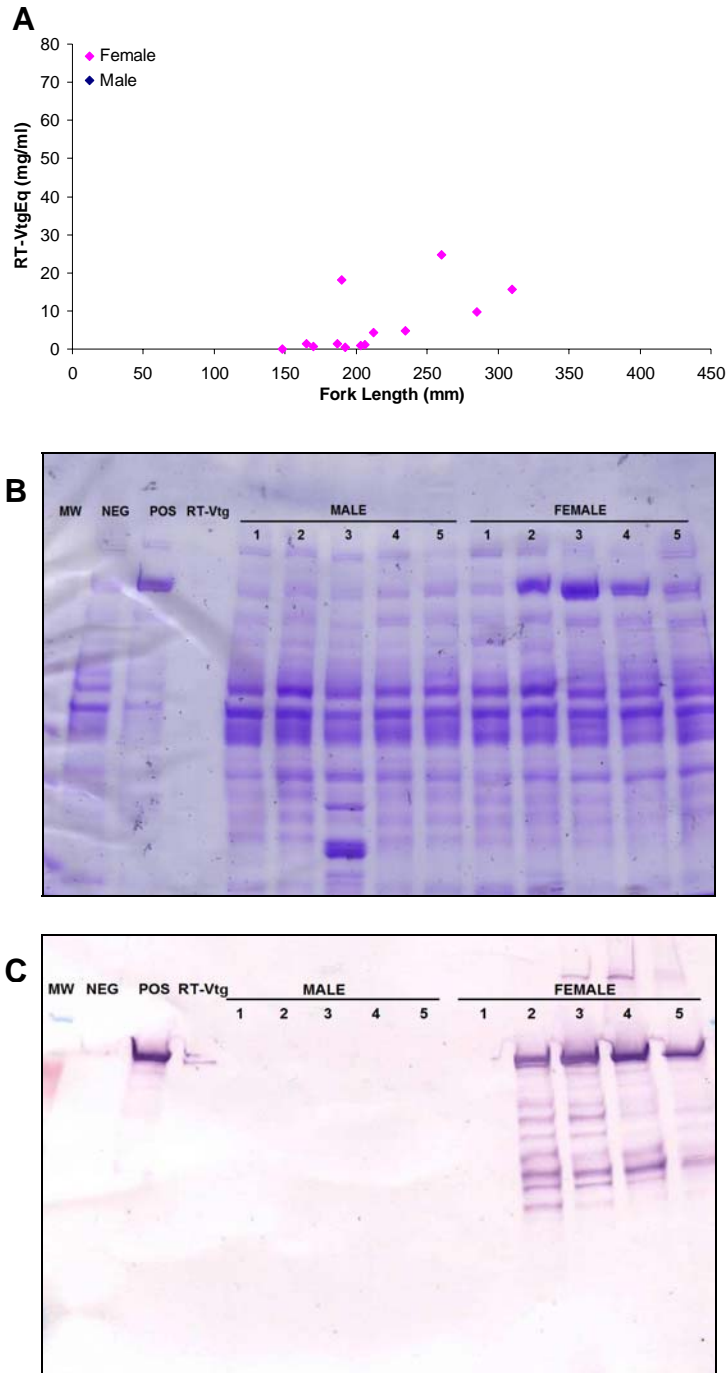 A
80
70
60
50
40
30
20
10
0
RT-VtgEq (mg/ml)
Female
Male
0 50 100 150 200 250 300 350 400 450
Fork Length (mm)
B
MW NEG POS RT-Vtg MALE FEMALE
1 2 3 4 5 1 2 3 4 5
C
MW NEG POS RT-Vtg MALE FEMALE
1 2 3 4 5 1 2 3 4 5